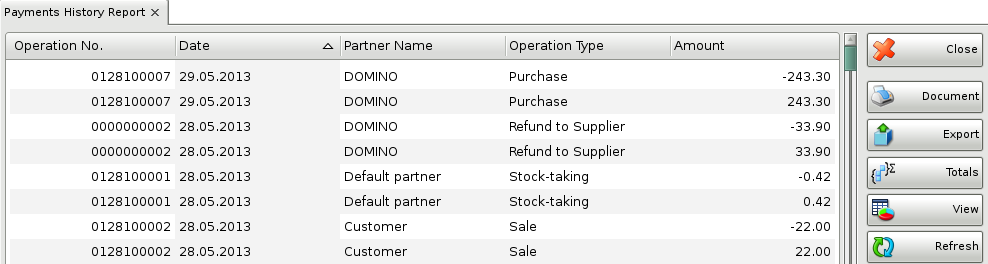 Payments History Report ×
Operation No. Date Partner Name Operation Type Amount
0128100007 29.05.2013 DOMINO Purchase -243.30
0128100007 29.05.2013 DOMINO Purchase 243.30
0000000002 28.05.2013 DOMINO Refund to Supplier -33.90
0000000002 28.05.2013 DOMINO Refund to Supplier 33.90
0128100001 28.05.2013 Default partner Stock-taking -0.42
0128100001 28.05.2013 Default partner Stock-taking 0.42
0128100002 28.05.2013 Customer Sale -22.00
0128100002 28.05.2013 Customer Sale 22.00
Close
Document
Export
Totals
View
Refresh